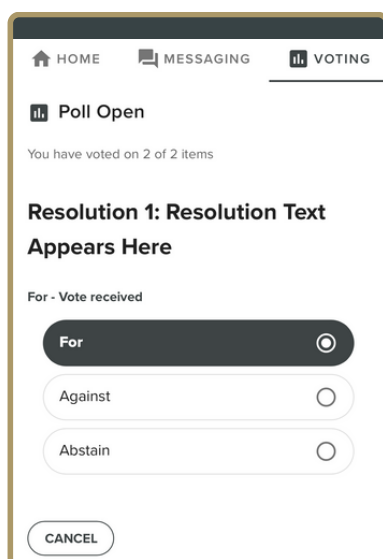 HOME MESSAGING VOTING
Poll Open
You have voted on 2 of 2 items
Resolution 1: Resolution Text
Appears Here
For - Vote received
For
Against
Abstain
CANCEL